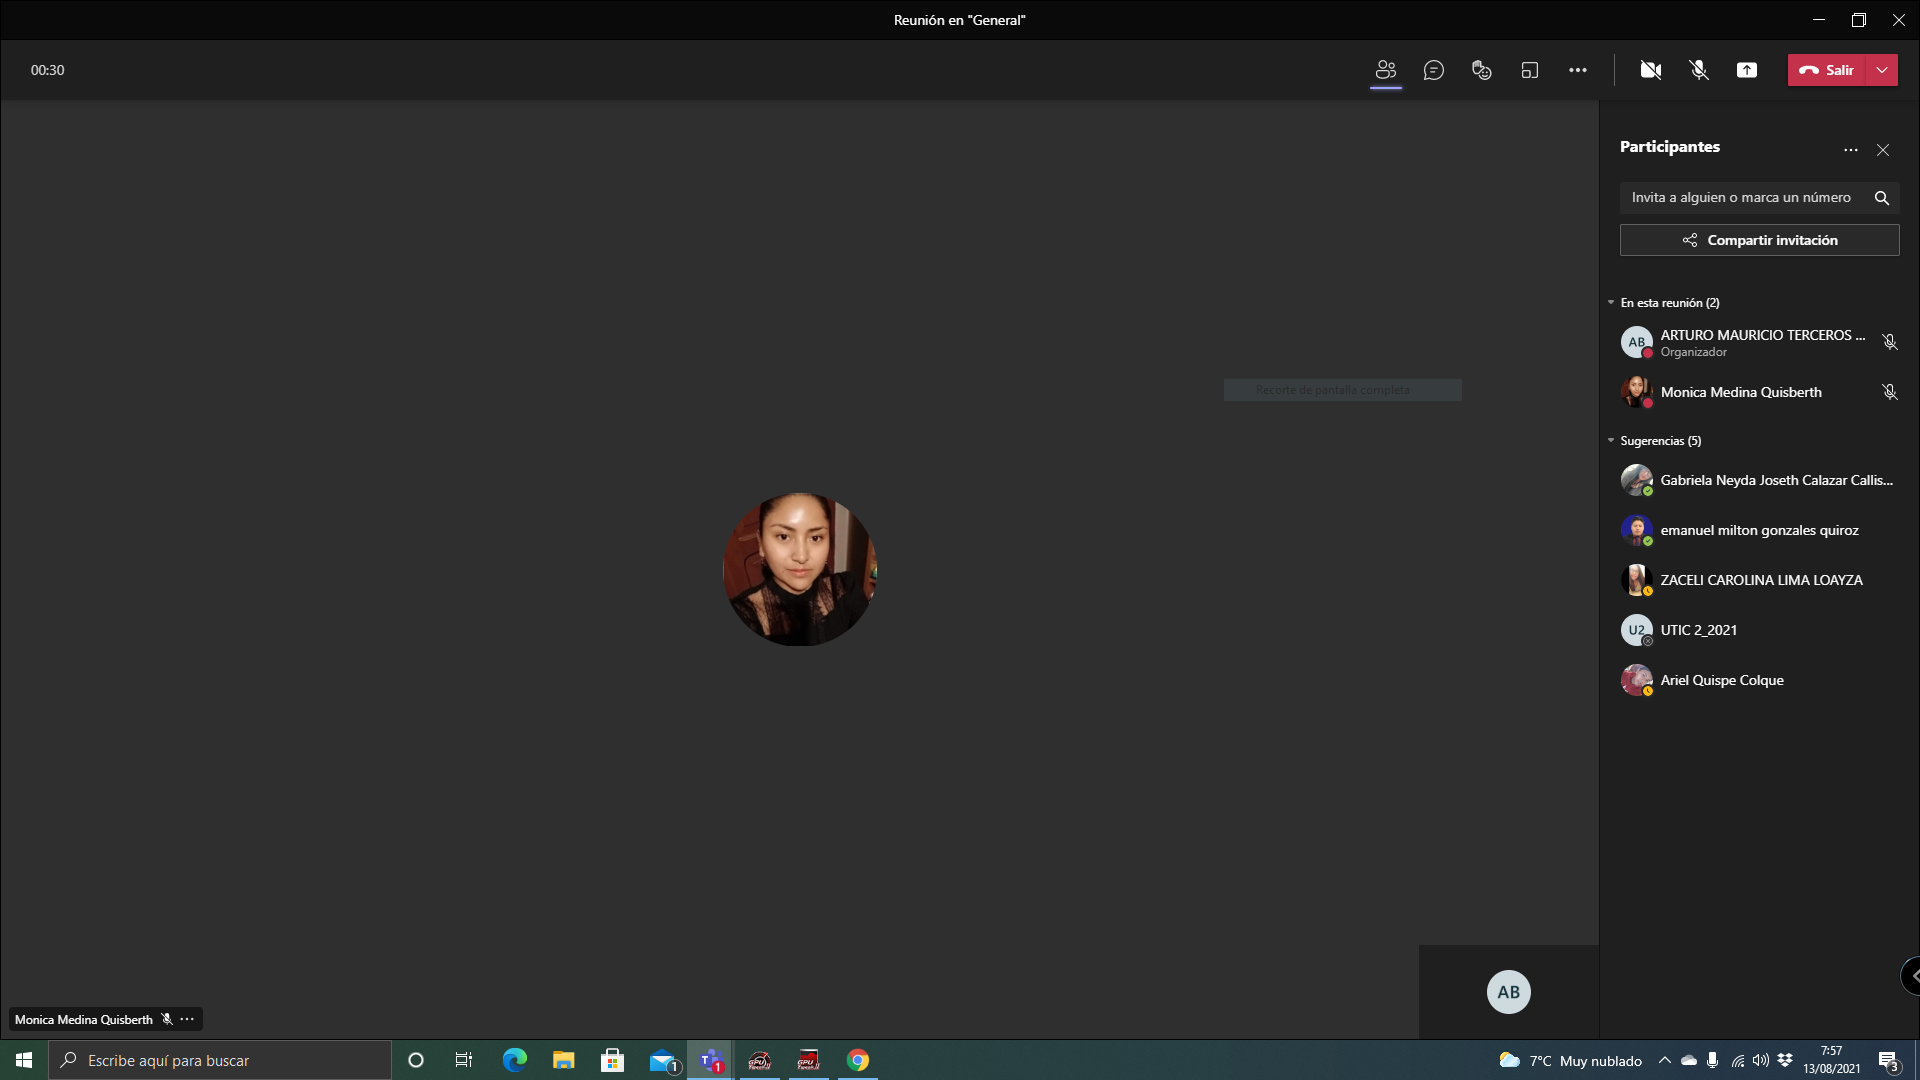 Reunión en "General"
00:30
Salir
Participantes
Invita a alguien o marca un número
Compartir invitación
En esta reunión (2)
AB
ARTURO MAURICIO TERCEROS ...
Organizador
Monica Medina Quisberth
Recorte de pantalla completa
Sugerencias (5)
Gabriela Neyda Joseth Calazar Callis...
emanuel milton gonzales quiroz
ZACELI CAROLINA LIMA LOAYZA
U2
UTIC 2_2021
Ariel Quispe Colque
AB
Monica Medina Quisberth
Escribe aquí para buscar
1
T
1
GPU
GPU
7°C Muy nublado
7:57
13/08/2021
3